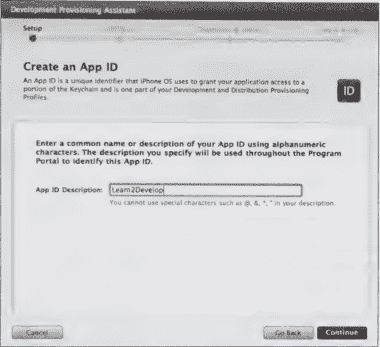 Development Provisioning Assistant
Setup
Create an App ID
An App ID is a unique identifier that iPhone OS uses to grant your application access to a
portion of the Keychain and is one part of your Development and Distribution Provisioning
Profiles.
ID
Enter a common name or description of your App ID using alphanumeric
characters. The description you specify will be used throughout the Program
Portal to identify this App ID.
App ID Description: Learn2Develop
You cannot use special characters such as @, &, *, " in your description.
Cancel
Go Back
Continue